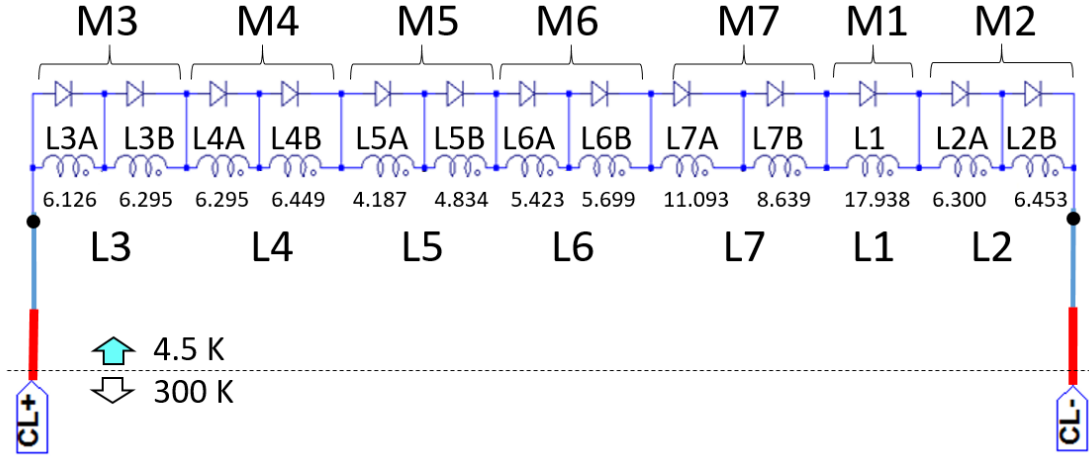 M3 M4 M5 M6 M7 M1 M2
L3A L3B L4A L4B L5A L5B L6A L6B L7A L7B L1 L2A L2B
6.126 6.295 6.295 6.449 4.187 4.834 5.423 5.699 11.093 8.639 17.938 6.300 6.453
L3 L4 L5 L6 L7 L1 L2
4.5 K
300 K
CL+ CL-